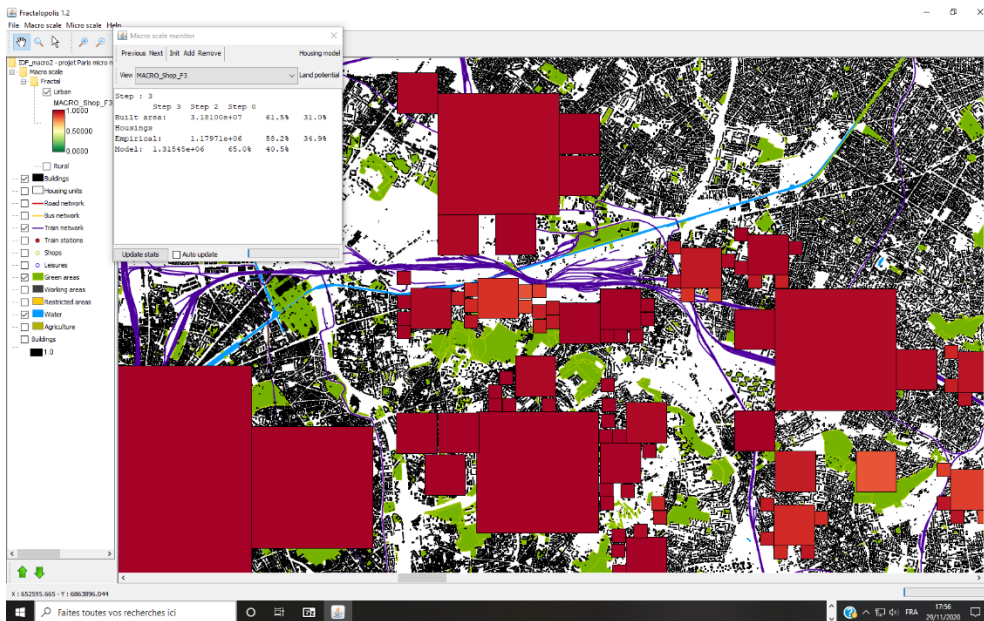 Fractalopolis 1.2
File Macro scale Micro scale Help
Macro scale monitor
Previous Next Init Add Remove Housing model
View MACRO_Shop_F3 Land potential
Step : 3
Step 3 Step 2 Step 0
Built area: 3.18100e+07 61.5% 31.0%
Housings
Empirical: 1.17971e+06 58.2% 34.9%
Model: 1.31545e+06 65.0% 40.5%
Update stats Auto update
IDF_macro2 - projet Paris micro m
Macro scale
Fractal
Urban
MACRO_Shop_F3
1.0000
0.50000
0.0000
Rural
Buildings
Housing units
Road network
Bus network
Train network
Train stations
Shops
Leisures
Green areas
Working areas
Restricted areas
Water
Agriculture
Buildings
1.0
X : 652595.665 - Y : 6863896.044
Faites toutes vos recherches ici
FRA
17:56
29/11/2020